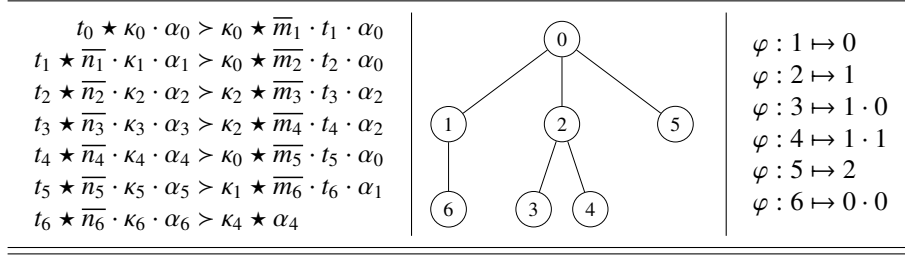 t₀ ⋆ κ₀ · α₀ ≻ κ₀ ⋆ m̅₁ · t₁ · α₀
t₁ ⋆ n̅₁ · κ₁ · α₁ ≻ κ₀ ⋆ m̅₂ · t₂ · α₀
t₂ ⋆ n̅₂ · κ₂ · α₂ ≻ κ₂ ⋆ m̅₃ · t₃ · α₂
t₃ ⋆ n̅₃ · κ₃ · α₃ ≻ κ₂ ⋆ m̅₄ · t₄ · α₂
t₄ ⋆ n̅₄ · κ₄ · α₄ ≻ κ₀ ⋆ m̅₅ · t₅ · α₀
t₅ ⋆ n̅₅ · κ₅ · α₅ ≻ κ₁ ⋆ m̅₆ · t₆ · α₁
t₆ ⋆ n̅₆ · κ₆ · α₆ ≻ κ₄ ⋆ α₄
0
1 2 5
6 3 4
φ : 1 ↦ 0
φ : 2 ↦ 1
φ : 3 ↦ 1 · 0
φ : 4 ↦ 1 · 1
φ : 5 ↦ 2
φ : 6 ↦ 0 · 0